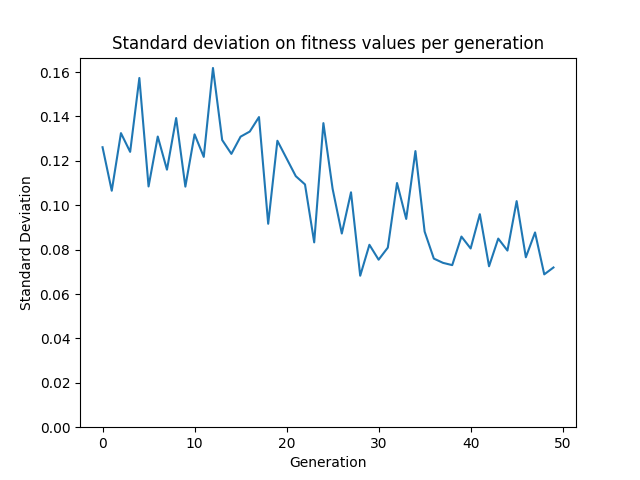 Standard deviation on fitness values per generation
0.16
0.14
0.12
0.10
0.08
0.06
0.04
0.02
0.00
Standard Deviation
0 10 20 30 40 50
Generation